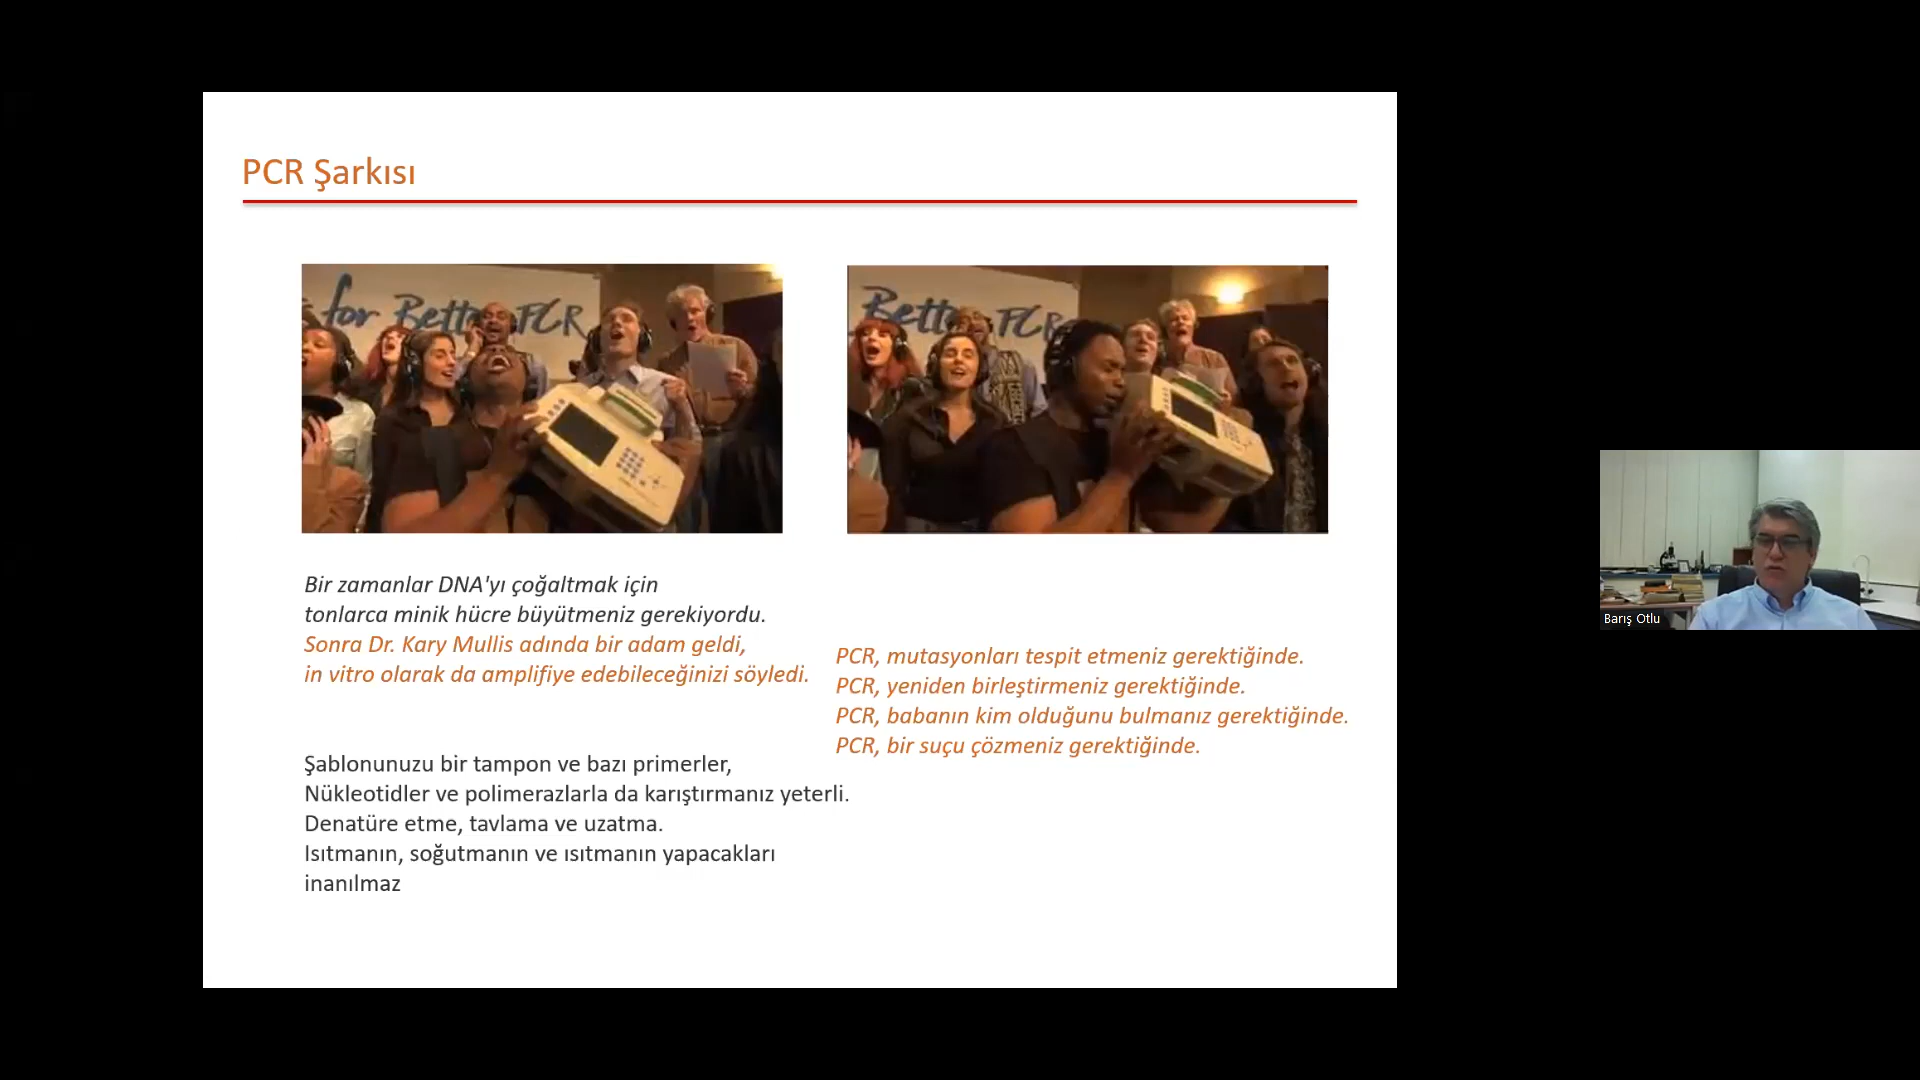 PCR Şarkısı
for Better PCR
Better PCR
Bir zamanlar DNA'yı çoğaltmak için
tonlarca minik hücre büyütmeniz gerekiyordu.
Sonra Dr. Kary Mullis adında bir adam geldi,
in vitro olarak da amplifiye edebileceğinizi söyledi.
Şablonunuzu bir tampon ve bazı primerler,
Nükleotidler ve polimerazlarla da karıştırmanız yeterli.
Denatüre etme, tavlama ve uzatma.
Isıtmanın, soğutmanın ve ısıtmanın yapacakları
inanılmaz
PCR, mutasyonları tespit etmeniz gerektiğinde.
PCR, yeniden birleştirmeniz gerektiğinde.
PCR, babanın kim olduğunu bulmanız gerektiğinde.
PCR, bir suçu çözmeniz gerektiğinde.
Barış Otlu